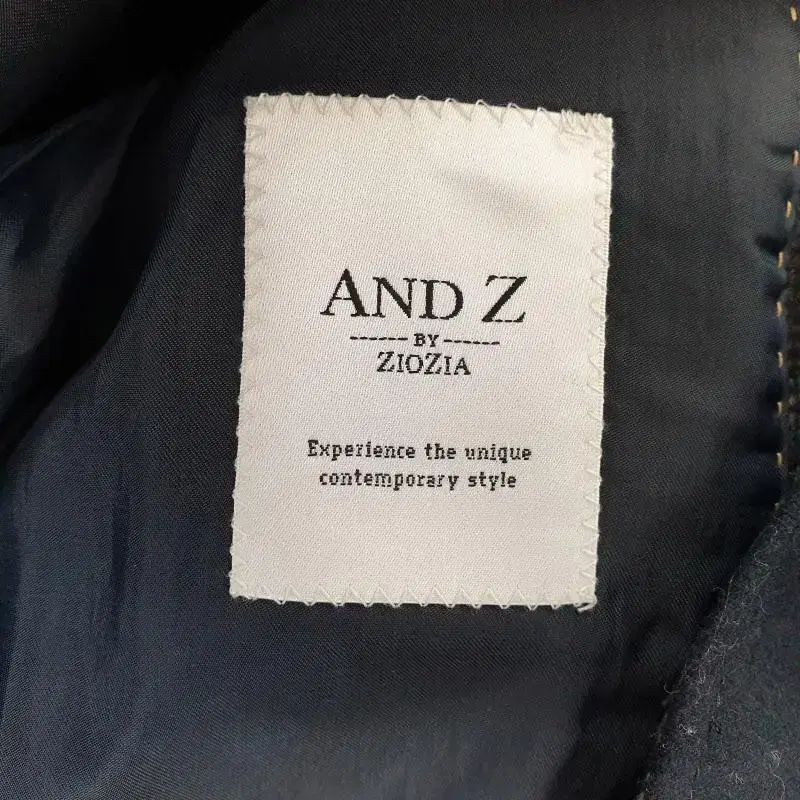 AND Z
BY
ZIOZIA
Experience the unique
contemporary style